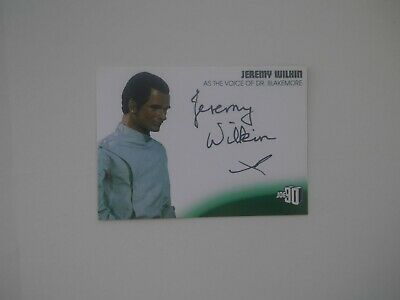 JEREMY WILKIN
AS THE VOICE OF DR. BLAKEMORE
Jeremy
Wilkin
x
JOE 90